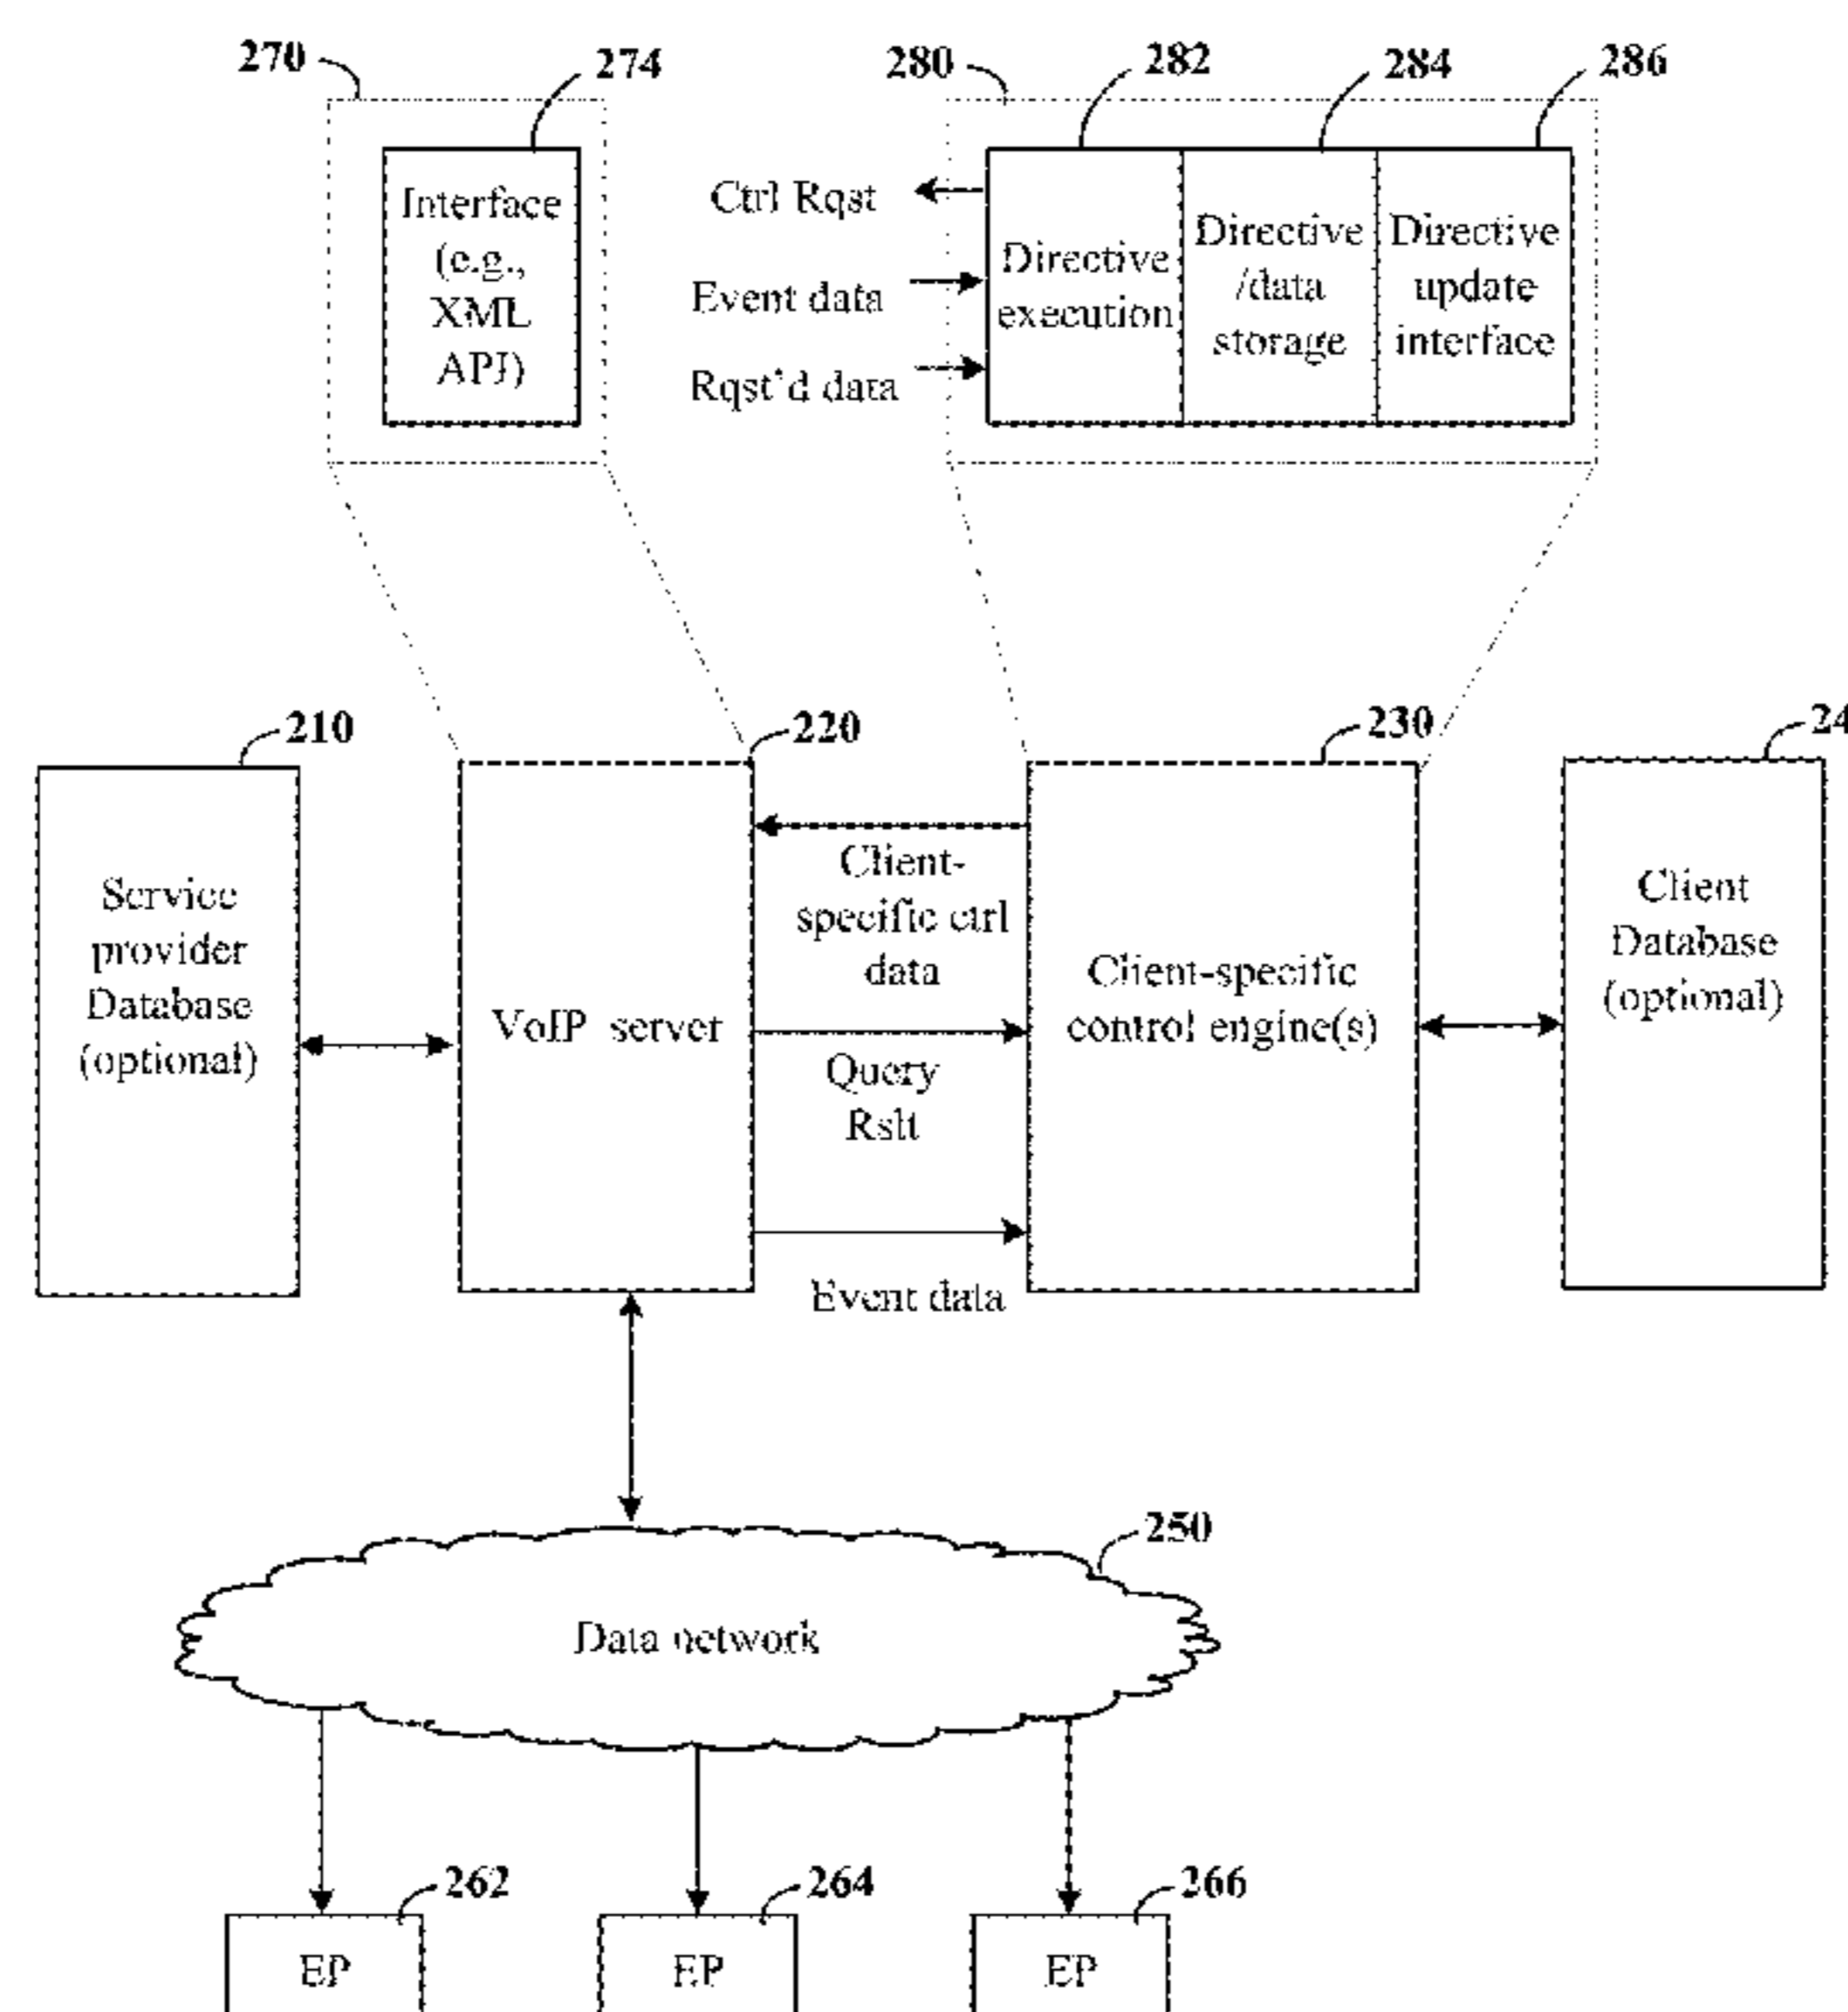 270
274
280
282
284
286
Interface
(e.g.,
XML
API)
Ctrl Rqst
Event data
Rqst'd data
Directive
execution
Directive
/data
storage
Directive
update
interface
210
220
230
24
Service
provider
Database
(optional)
VoIP server
Client-
specific ctrl
data
Query
Rslt
Event data
Client-specific
control engine(s)
Client
Database
(optional)
250
Data network
262
264
266
EP
EP
EP